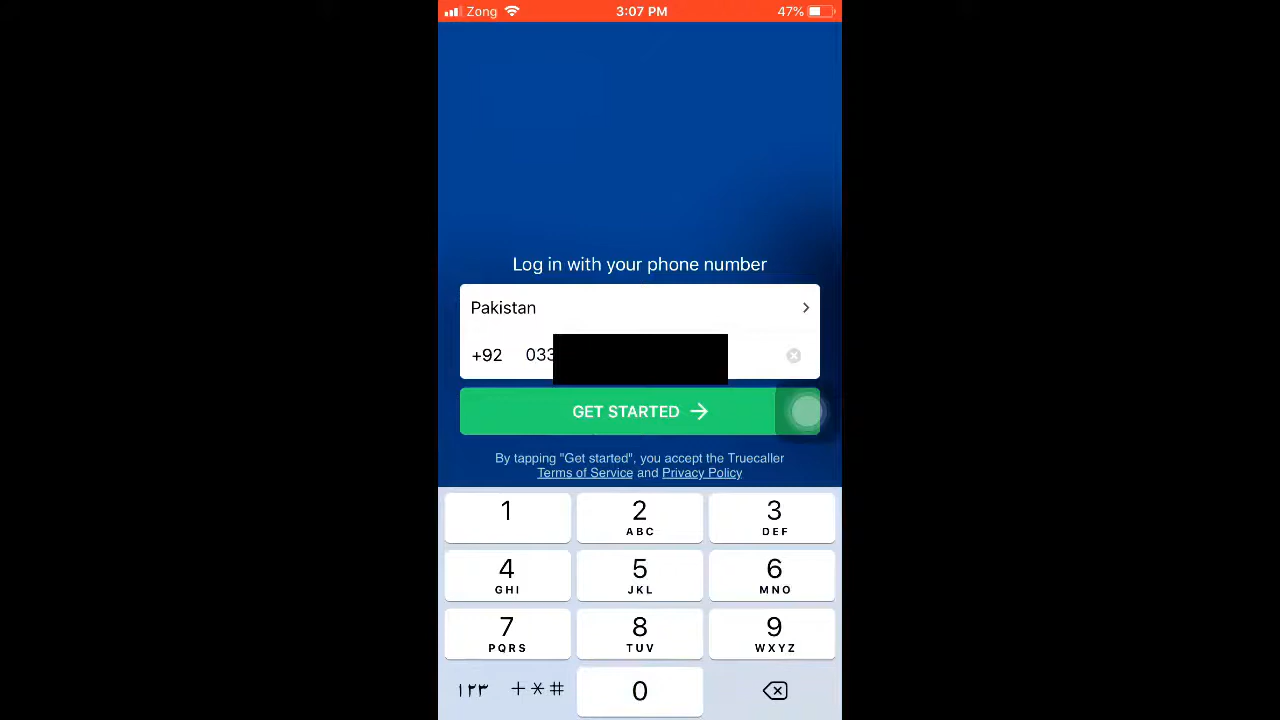 Zong 3:07 PM 47%
Log in with your phone number
Pakistan
+92 033
GET STARTED
By tapping "Get started", you accept the Truecaller
Terms of Service and Privacy Policy
1 2 3
ABC DEF
4 5 6
GHI JKL MNO
7 8 9
PQRS TUV WXYZ
١٢٣ +*# 0